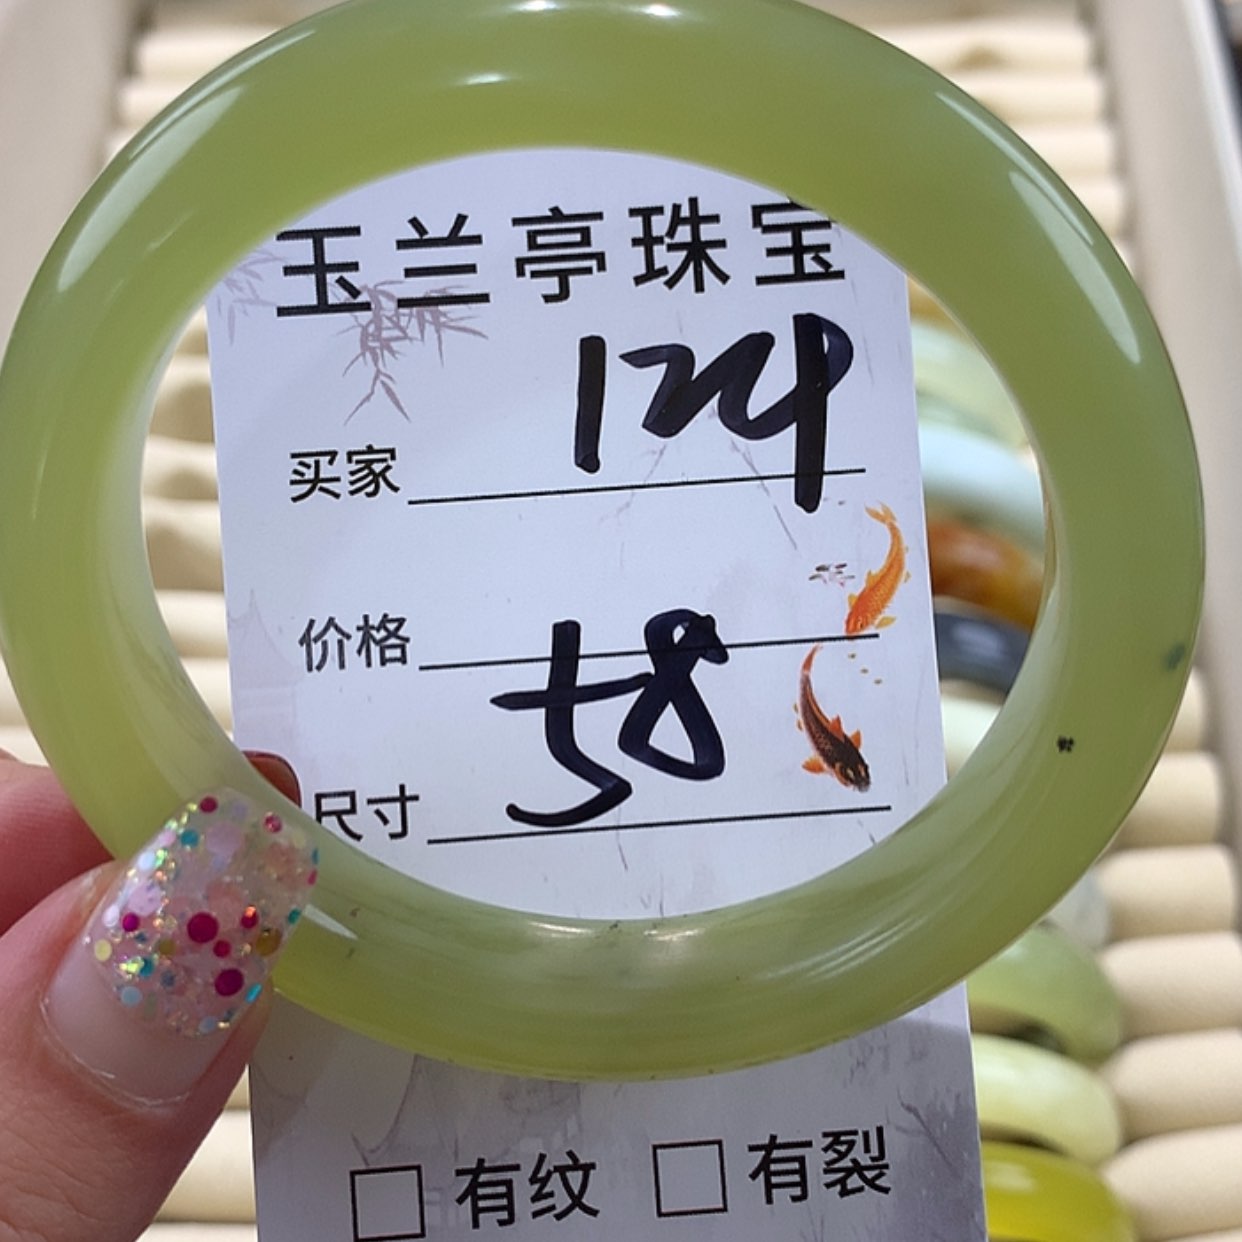 玉兰亭珠宝
买家 124
价格
尺寸 58
有纹 有裂